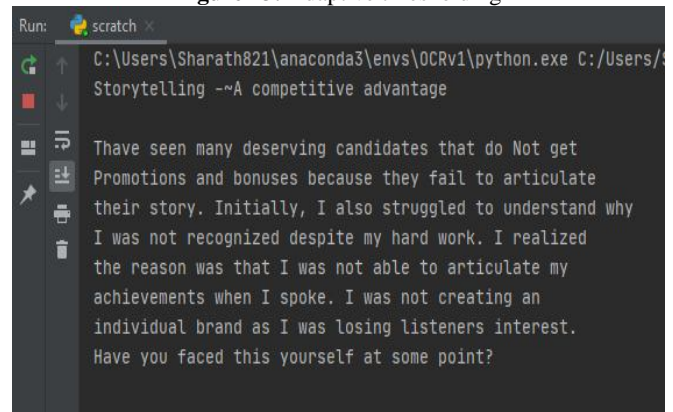 Run: scratch ×
C:\Users\Sharath821\anaconda3\envs\OCRv1\python.exe C:/Users/
Storytelling -~A competitive advantage
Thave seen many deserving candidates that do Not get
Promotions and bonuses because they fail to articulate
their story. Initially, I also struggled to understand why
I was not recognized despite my hard work. I realized
the reason was that I was not able to articulate my
achievements when I spoke. I was not creating an
individual brand as I was losing listeners interest.
Have you faced this yourself at some point?